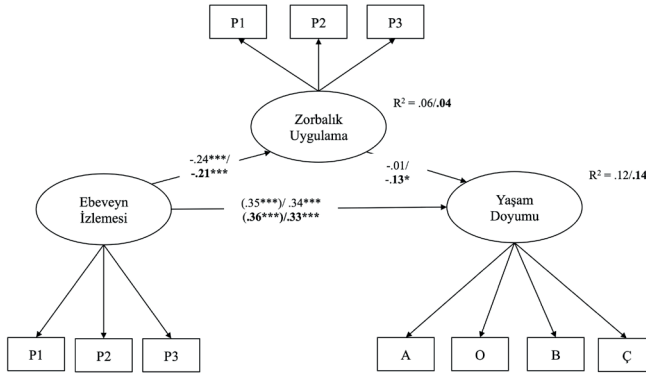 P1
P2
P3
Zorbalık
Uygulama
R² = .06/.04
-.24***/
-.21***
-.01/
-.13*
R² = .12/.14
Ebeveyn
İzlemesi
(.35***)/ .34***
(.36***)/.33***
Yaşam
Doyumu
P1
P2
P3
A
O
B
Ç